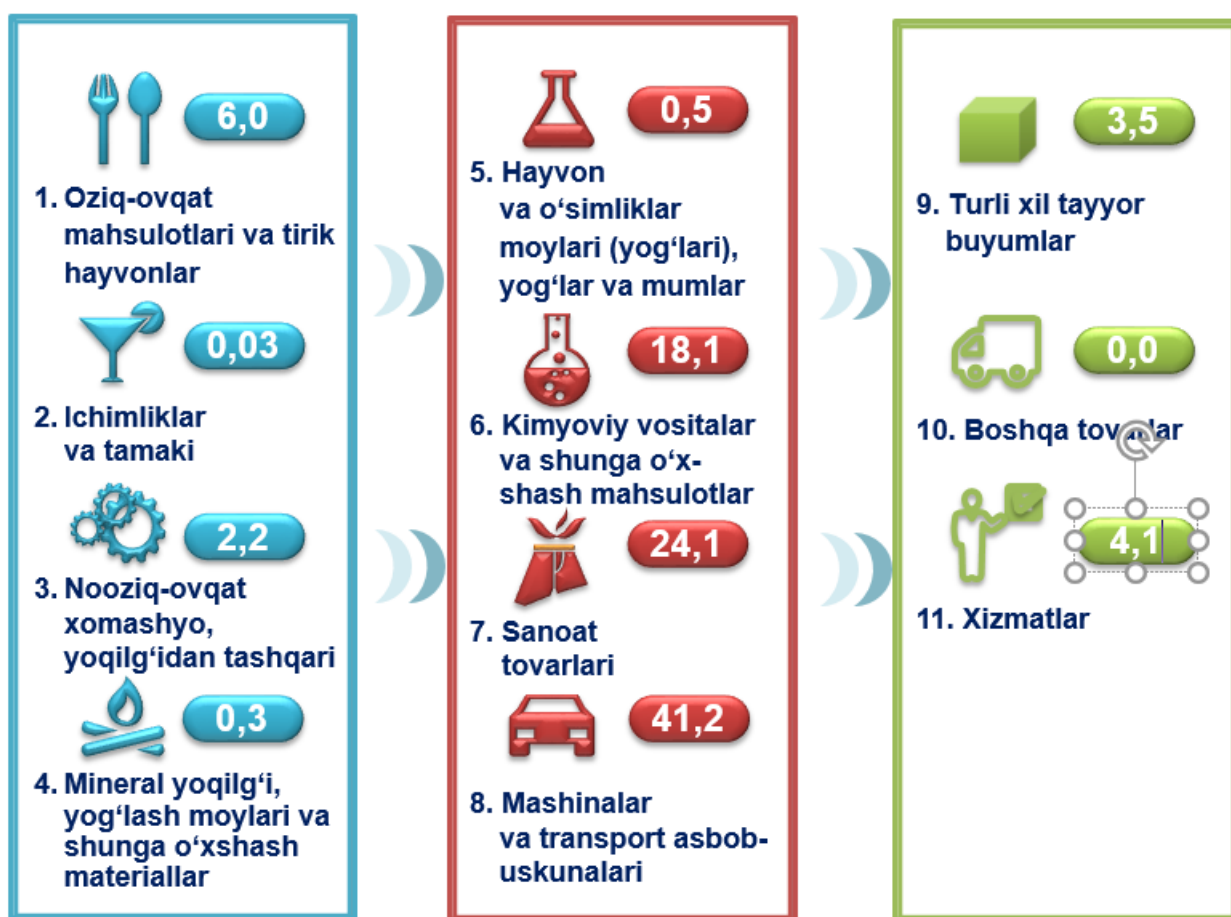 6,0
1. Oziq-ovqat
mahsulotlari va tirik
hayvonlar
0,03
2. Ichimliklar
va tamaki
2,2
3. Nooziq-ovqat
xomashyo,
yoqilg‘idan tashqari
0,3
4. Mineral yoqilg‘i,
yog‘lash moylari va
shunga o‘xshash
materiallar
0,5
5. Hayvon
va o‘simliklar
moylari (yog‘lari),
yog‘lar va mumlar
18,1
6. Kimyoviy vositalar
va shunga o‘x-
shash mahsulotlar
24,1
7. Sanoat
tovarlari
41,2
8. Mashinalar
va transport asbob-
uskunalari
3,5
9. Turli xil tayyor
buyumlar
0,0
10. Boshqa tovarlar
4,1
11. Xizmatlar